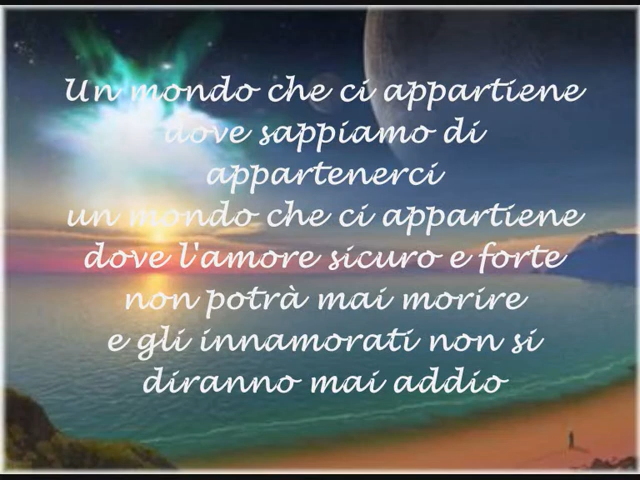 Un mondo che ci appartiene
dove sappiamo di
appartenerci
un mondo che ci appartiene
dove l'amore sicuro e forte
non potrà mai morire
e gli innamorati non si
diranno mai addio